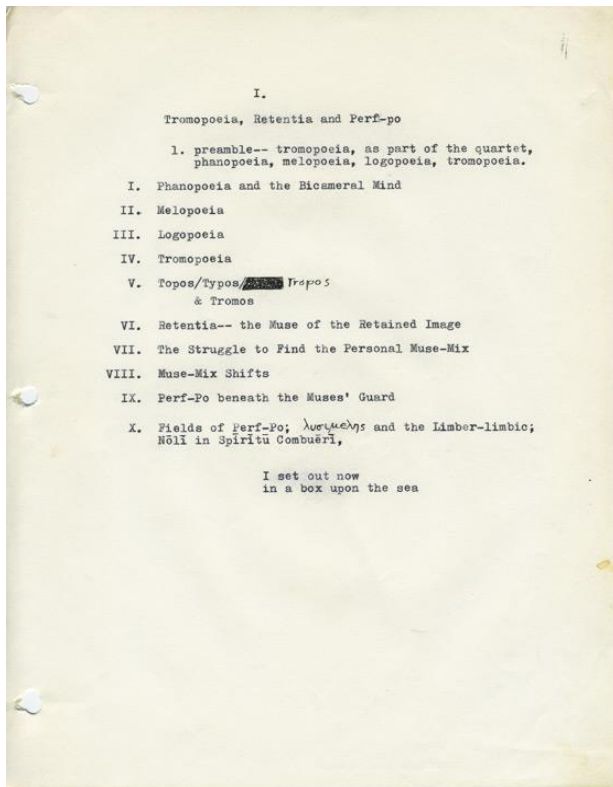 I.
Tromopoeia, Retentia and Perf-po
1. preamble-- tromopoeia, as part of the quartet,
phanopoeia, melopoeia, logopoeia, tromopoeia.
I. Phanopoeia and the Bicameral Mind
II. Melopoeia
III. Logopoeia
IV. Tromopoeia
V. Topos/Typos/ Tropos
& Tromos
VI. Retentia-- the Muse of the Retained Image
VII. The Struggle to Find the Personal Muse-Mix
VIII. Muse-Mix Shifts
IX. Perf-Po beneath the Muses' Guard
X. Fields of Perf-Po; λυσιμελης and the Limber-limbic;
Nōlī in Spīrītū Combūērī,
I set out now
in a box upon the sea